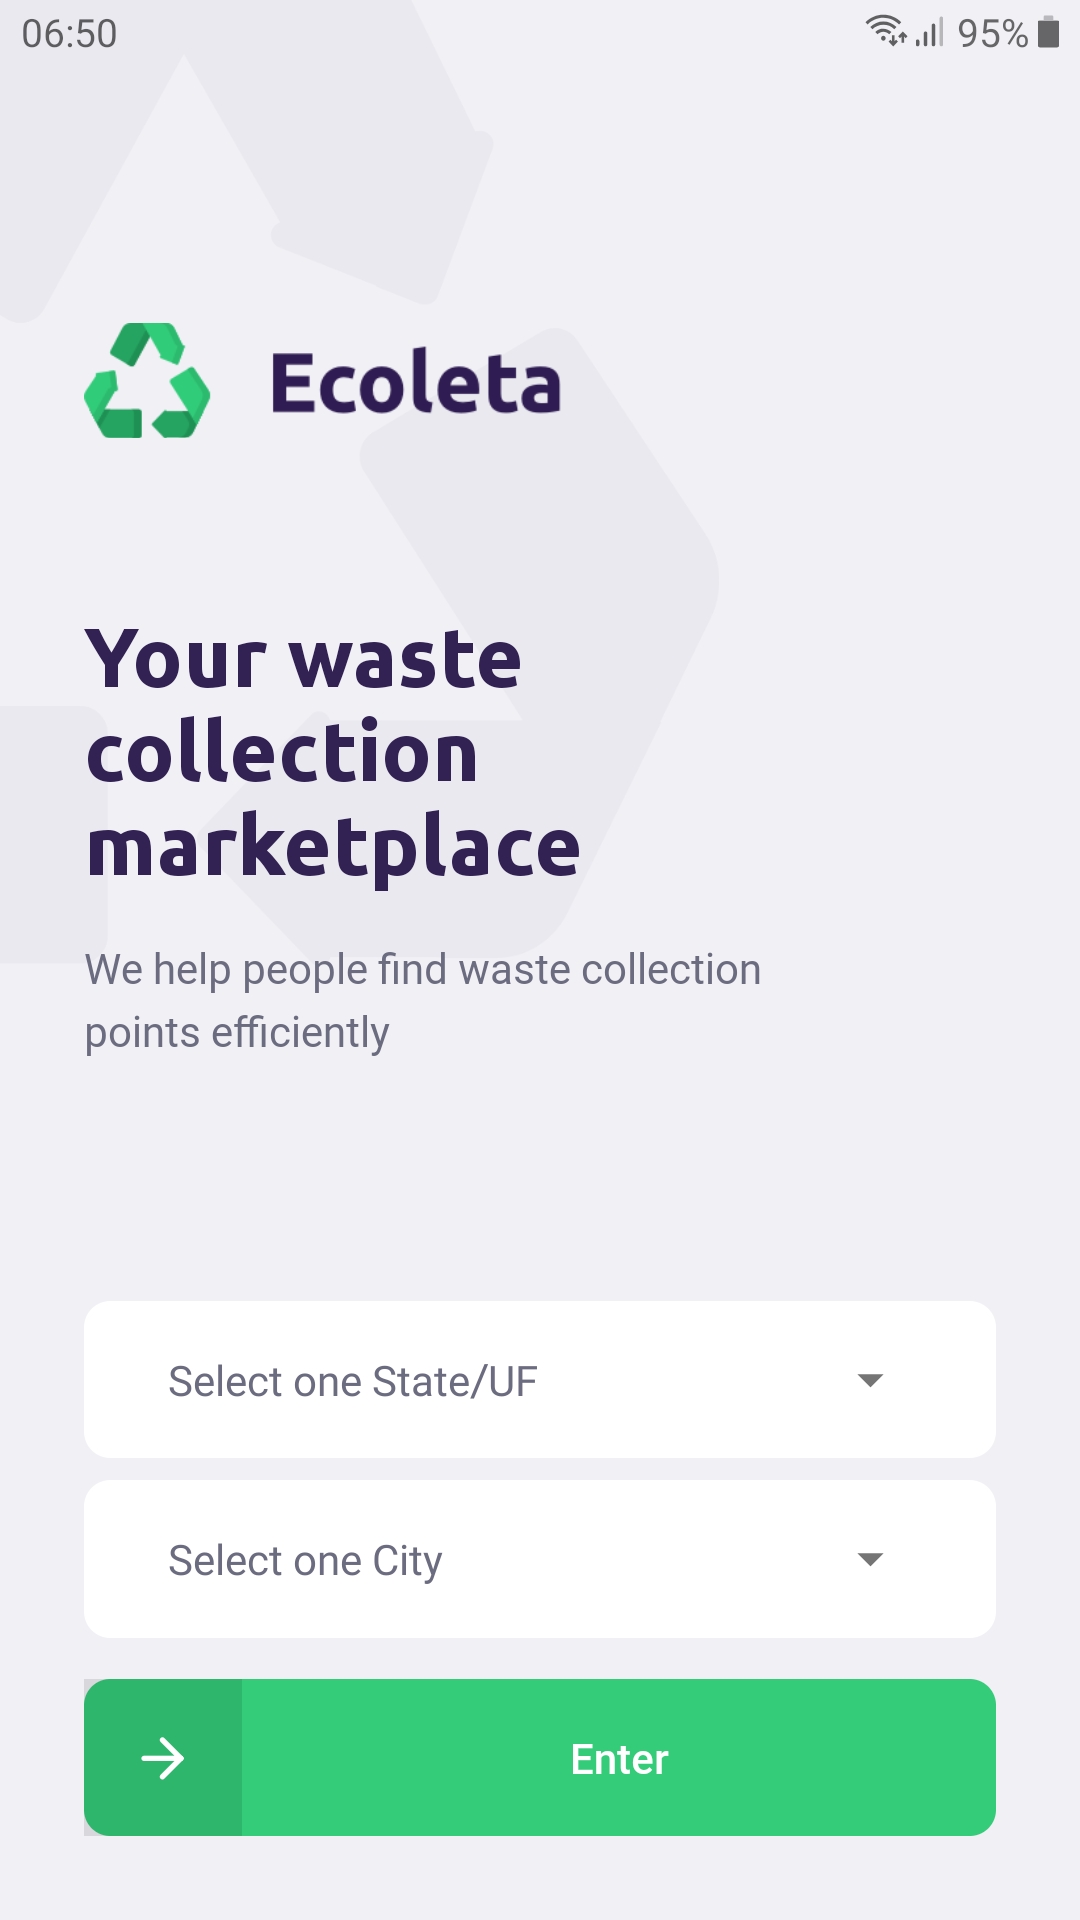 06:50 95%
Ecoleta
Your waste
collection
marketplace
We help people find waste collection
points efficiently
Select one State/UF
Select one City
Enter